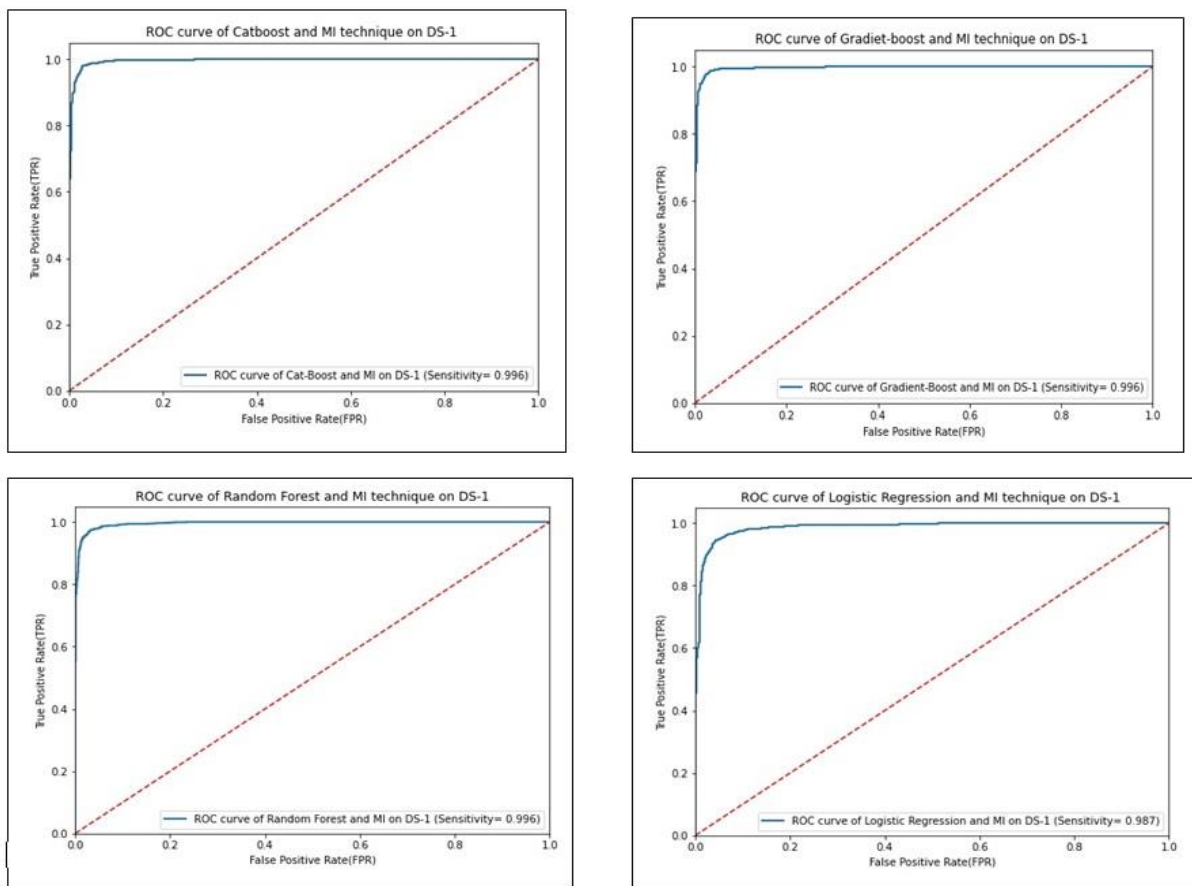 ROC curve of Catboost and MI technique on DS-1
1.0
0.8
0.6
0.4
0.2
0.0
True Positive Rate(TPR)
ROC curve of Cat-Boost and MI on DS-1 (Sensitivity= 0.996)
0.0 0.2 0.4 0.6 0.8 1.0
False Positive Rate(FPR)
ROC curve of Gradiet-boost and MI technique on DS-1
1.0
0.8
0.6
0.4
0.2
0.0
True Positive Rate(TPR)
ROC curve of Gradient-Boost and MI on DS-1 (Sensitivity= 0.996)
0.0 0.2 0.4 0.6 0.8 1.0
False Positive Rate(FPR)
ROC curve of Random Forest and MI technique on DS-1
1.0
0.8
0.6
0.4
0.2
0.0
True Positive Rate(TPR)
ROC curve of Random Forest and MI on DS-1 (Sensitivity= 0.996)
0.0 0.2 0.4 0.6 0.8 1.0
False Positive Rate(FPR)
ROC curve of Logistic Regression and MI technique on DS-1
1.0
0.8
0.6
0.4
0.2
0.0
True Positive Rate(TPR)
ROC curve of Logistic Regression and MI on DS-1 (Sensitivity= 0.987)
0.0 0.2 0.4 0.6 0.8 1.0
False Positive Rate(FPR)